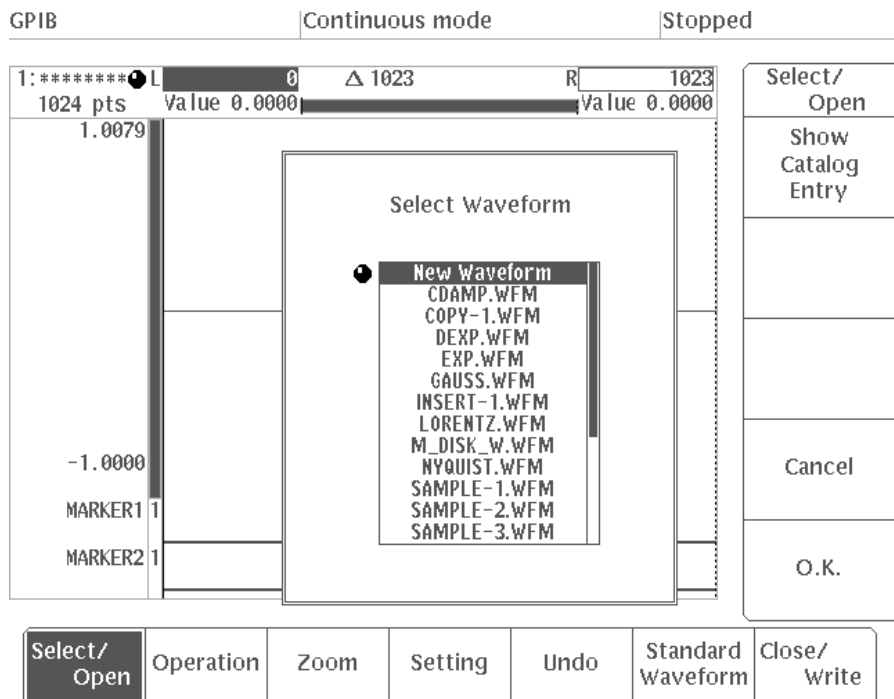 GPIB Continuous mode Stopped
1:******** L 0 Δ 1023 R 1023
1024 pts Value 0.0000 Value 0.0000
1.0079
-1.0000
MARKER1 1
MARKER2 1
Select Waveform
New Waveform
CDAMP.WFM
COPY-1.WFM
DEXP.WFM
EXP.WFM
GAUSS.WFM
INSERT-1.WFM
LORENTZ.WFM
M_DISK_W.WFM
NYQUIST.WFM
SAMPLE-1.WFM
SAMPLE-2.WFM
SAMPLE-3.WFM
Select/
Open
Show
Catalog
Entry
Cancel
O.K.
Select/
Open
Operation
Zoom
Setting
Undo
Standard
Waveform
Close/
Write